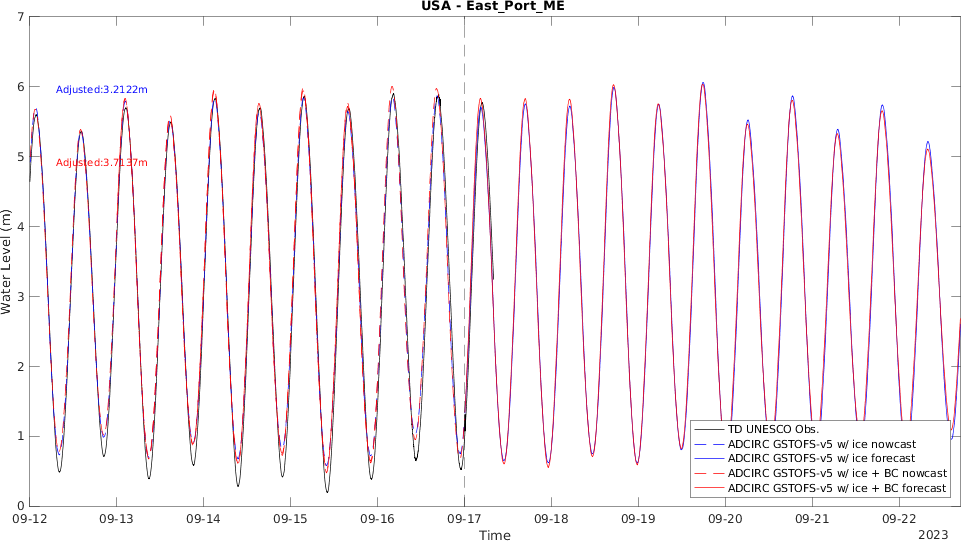 USA - East_Port_ME
7
6
5
4
3
2
1
0
Water Level (m)
Adjusted:3.2122m
Adjusted:3.7137m
TD UNESCO Obs.
ADCIRC GSTOFS-v5 w/ ice nowcast
ADCIRC GSTOFS-v5 w/ ice forecast
ADCIRC GSTOFS-v5 w/ ice + BC nowcast
ADCIRC GSTOFS-v5 w/ ice + BC forecast
09-12 09-13 09-14 09-15 09-16 09-17 09-18 09-19 09-20 09-21 09-22
Time
2023